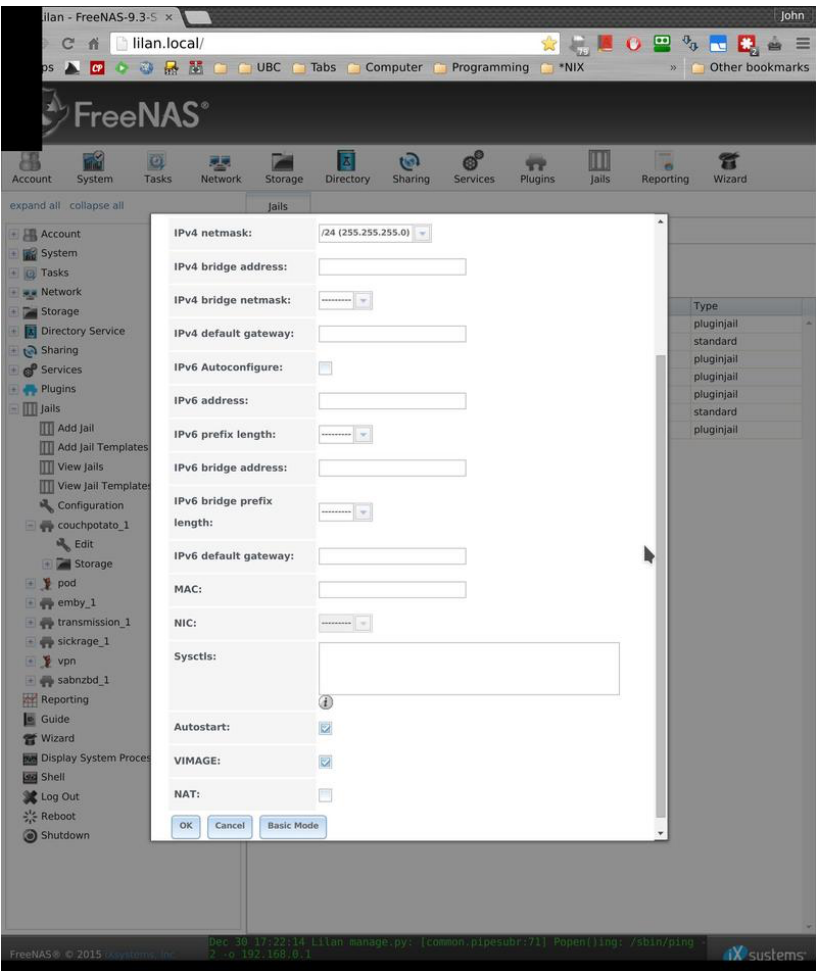 ilan - FreeNAS-9.3-S ×
John
lilan.local/
79
ps
CP
UBC
Tabs
Computer
Programming
*NIX
»
Other bookmarks
FreeNAS®
Account
System
Tasks
Network
Storage
Directory
Sharing
Services
Plugins
Jails
Reporting
Wizard
expand all collapse all
Jails
Account
System
Tasks
Network
Storage
Directory Service
Sharing
Services
Plugins
Jails
Add Jail
Add Jail Templates
View Jails
View Jail Templates
Configuration
couchpotato_1
Edit
Storage
pod
emby_1
transmission_1
sickrage_1
vpn
sabnzbd_1
Reporting
Guide
Wizard
Display System Proces
Shell
Log Out
Reboot
Shutdown
IPv4 netmask:
/24 (255.255.255.0)
IPv4 bridge address:
IPv4 bridge netmask:
---------
IPv4 default gateway:
IPv6 Autoconfigure:
IPv6 address:
IPv6 prefix length:
---------
IPv6 bridge address:
IPv6 bridge prefix
length:
---------
IPv6 default gateway:
MAC:
NIC:
---------
Sysctls:
i
Autostart:
VIMAGE:
NAT:
OK
Cancel
Basic Mode
Type
pluginjail
standard
pluginjail
pluginjail
pluginjail
standard
pluginjail
FreeNAS® © 2015 iXsystems, Inc.
Dec 30 17:22:14 Lilan manage.py: [common.pipesubr:71] Popen()ing: /sbin/ping -
2 -o 192.168.0.1
iX systems